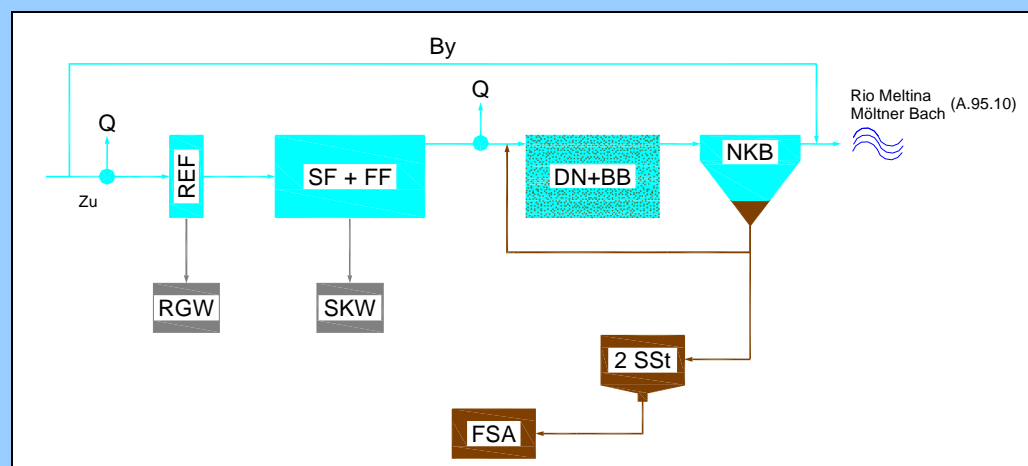 By
Rio Meltina
Möltner Bach (A.95.10)
Q
Q
Zu
REF
SF + FF
DN+BB
NKB
RGW
SKW
2 SSt
FSA